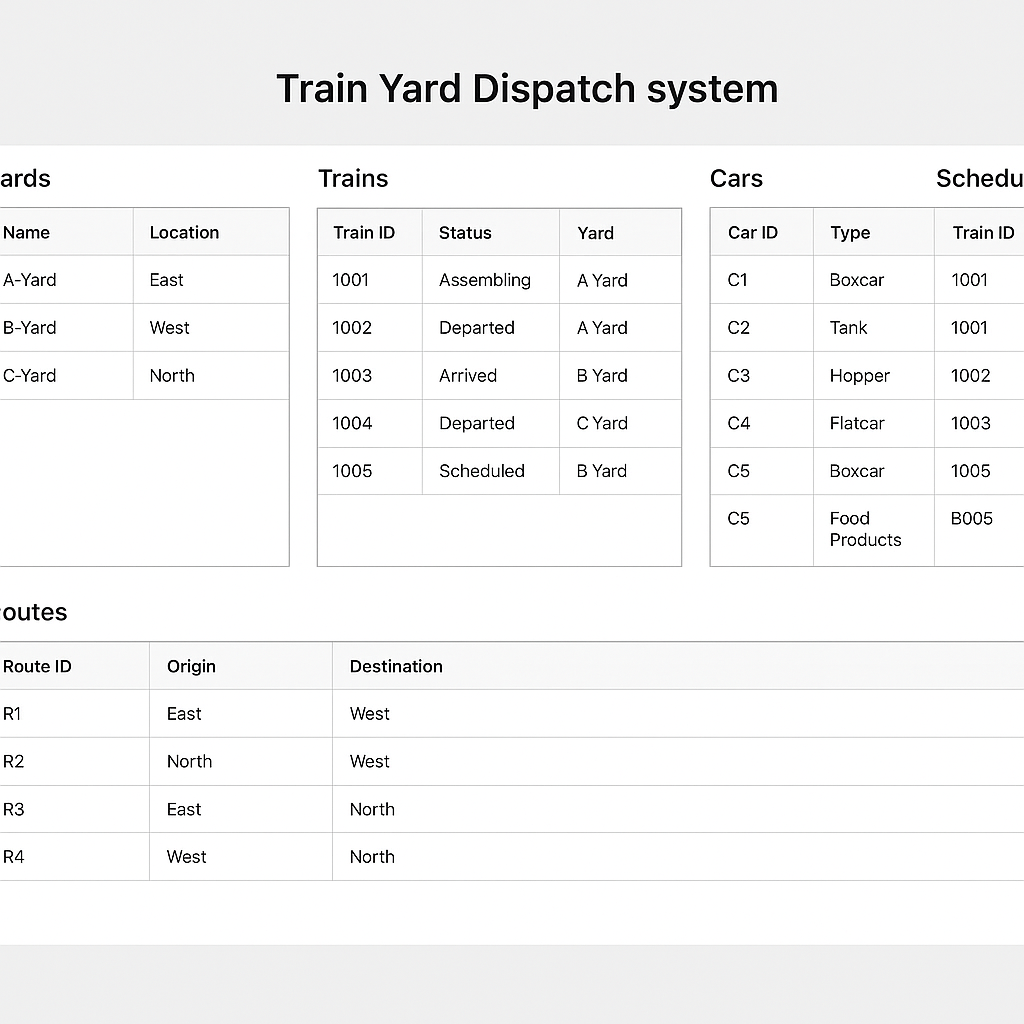 Train Yard Dispatch system
ards Trains Cars Schedu
Name Location Train ID Status Yard Car ID Type Train ID
A-Yard East 1001 Assembling A Yard C1 Boxcar 1001
B-Yard West 1002 Departed A Yard C2 Tank 1001
C-Yard North 1003 Arrived B Yard C3 Hopper 1002
1004 Departed C Yard C4 Flatcar 1003
1005 Scheduled B Yard C5 Boxcar 1005
C5 Food B005
Products
outes
Route ID Origin Destination
R1 East West
R2 North West
R3 East North
R4 West North